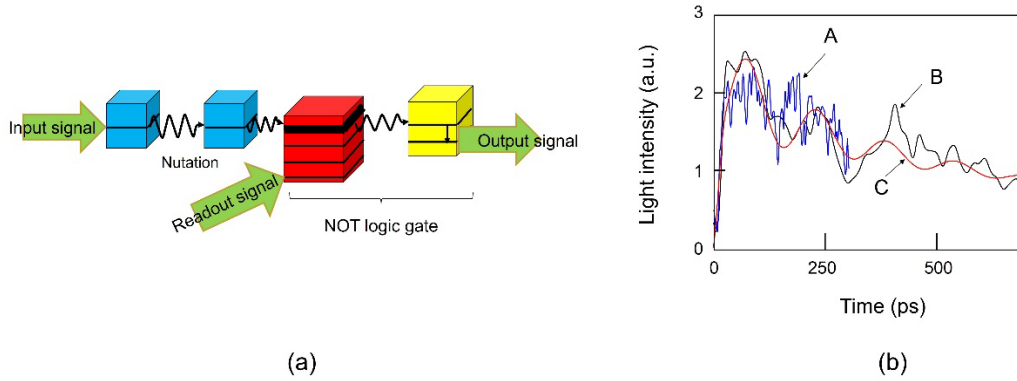 Input signal
Nutation
Readout signal
Output signal
NOT logic gate
(a)
Light intensity (a.u.)
3
2
1
0
A
B
C
0
250
500
Time (ps)
(b)